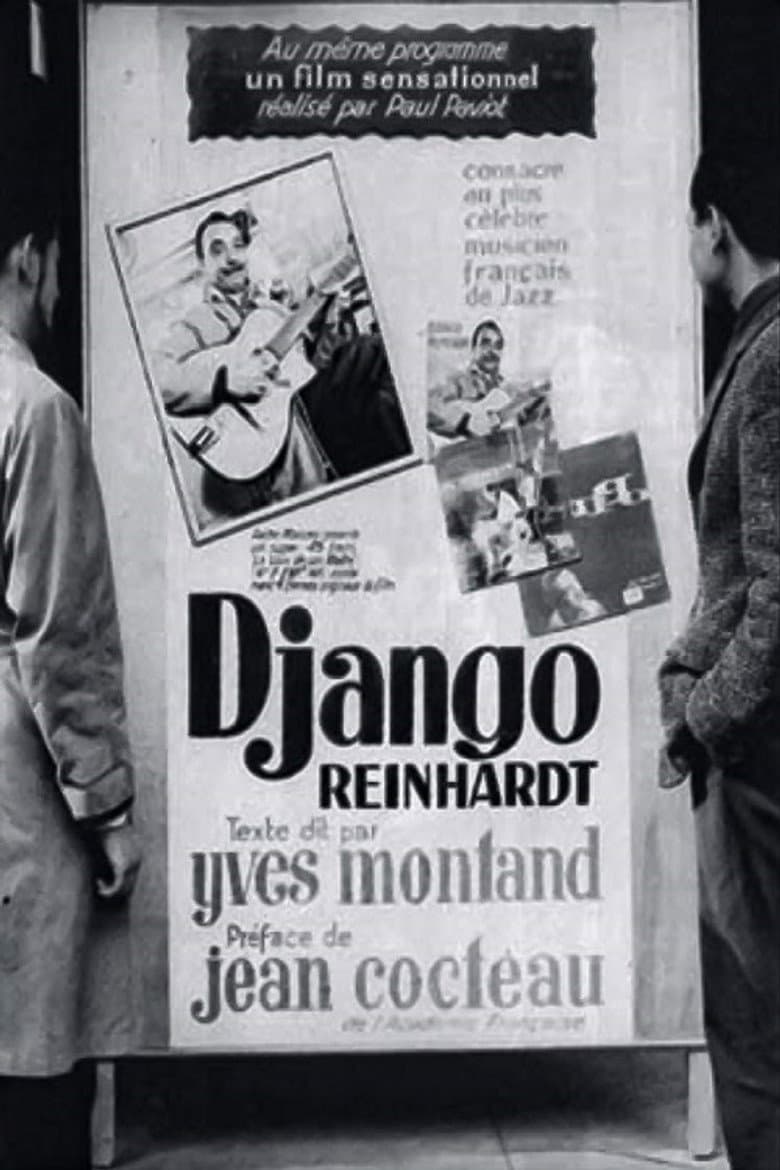 Au même programme
un film sensationnel
réalisé par Paul Paviot
consacré
au plus
célèbre
musicien
français
de Jazz
Django
REINHARDT
Texte dit par
yves montand
Préface de
jean cocteau
de l'Académie Française